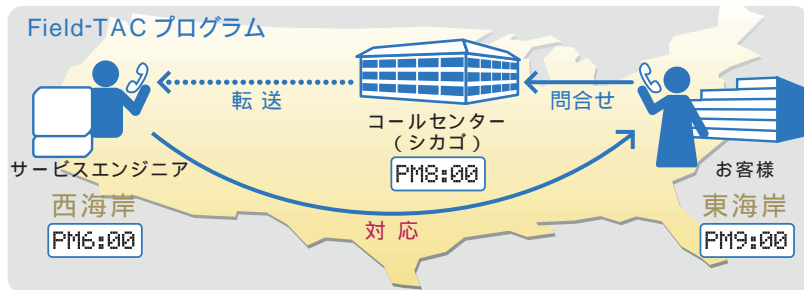 Field-TAC プログラム
転送
問合せ
コールセンター
（シカゴ）
PM8:00
サービスエンジニア
西海岸
PM6:00
お客様
東海岸
PM9:00
対応